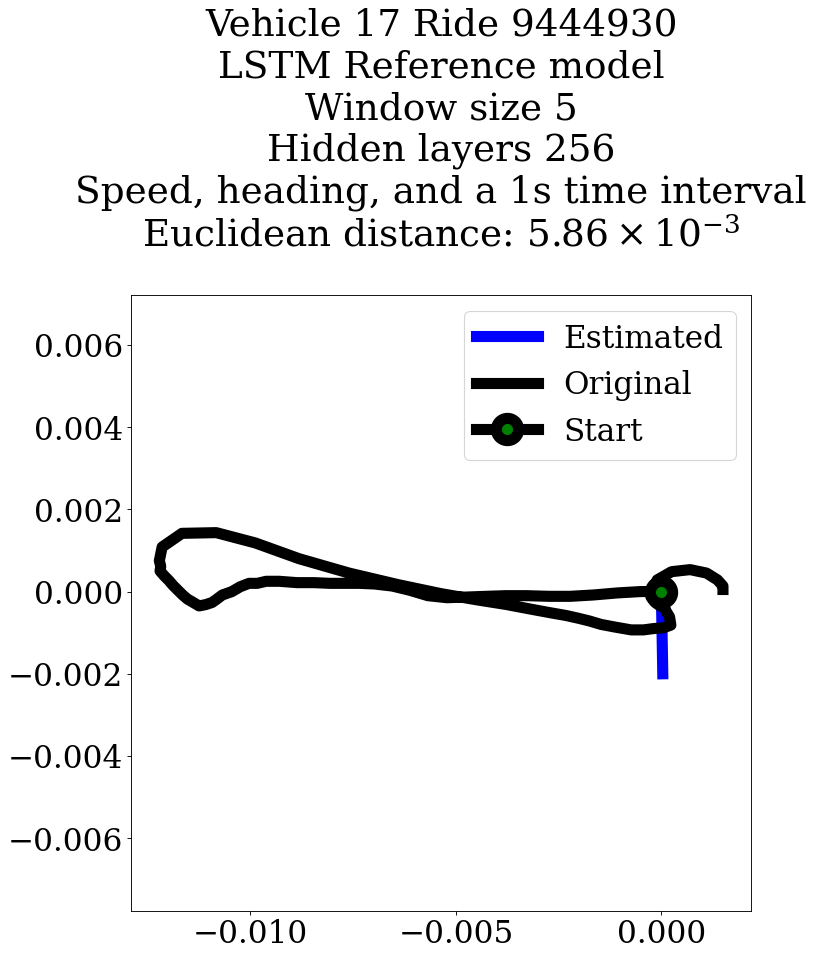 Vehicle 17 Ride 9444930
LSTM Reference model
Window size 5
Hidden layers 256
Speed, heading, and a 1s time interval
Euclidean distance: 5.86 × 10⁻³
Estimated
Original
Start
0.006
0.004
0.002
0.000
−0.002
−0.004
−0.006
−0.010
−0.005
0.000